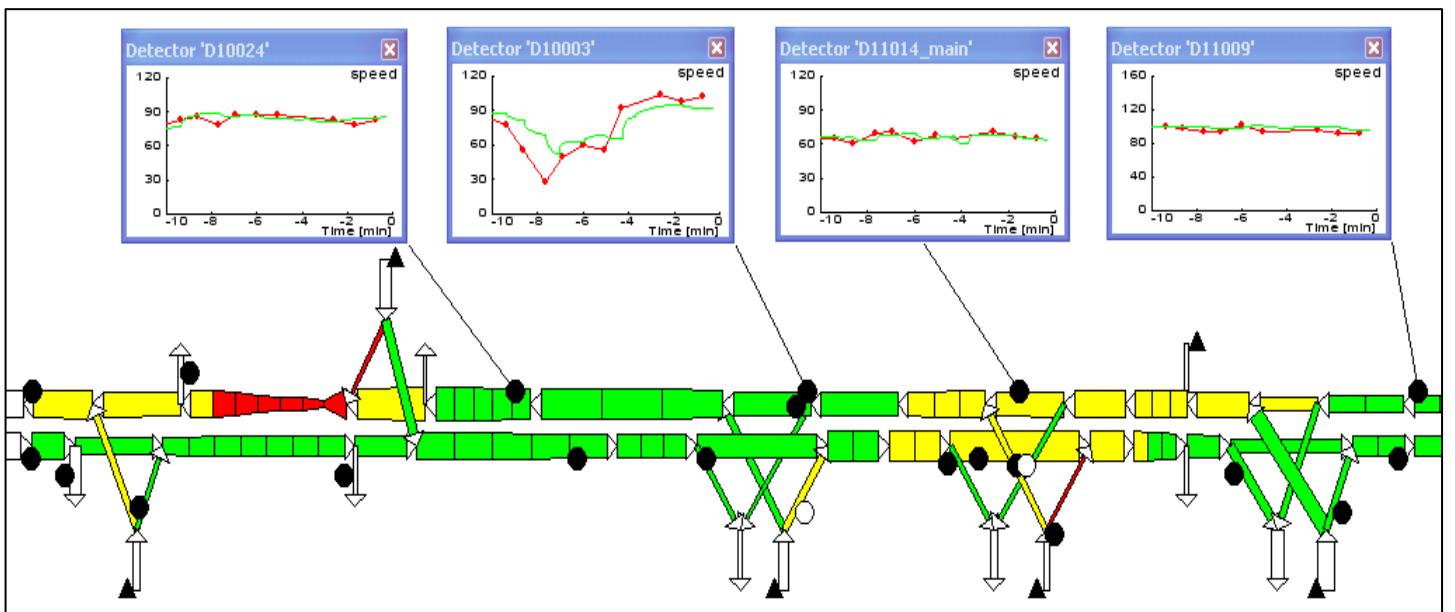 Detector 'D10024'
speed
120
90
60
30
0
-10 -8 -6 -4 -2 0
Time [min]
Detector 'D10003'
speed
120
90
60
30
0
-10 -8 -6 -4 -2 0
Time [min]
Detector 'D11014_main'
speed
120
90
60
30
0
-10 -8 -6 -4 -2 0
Time [min]
Detector 'D11009'
speed
160
120
80
40
0
-10 -8 -6 -4 -2 0
Time [min]